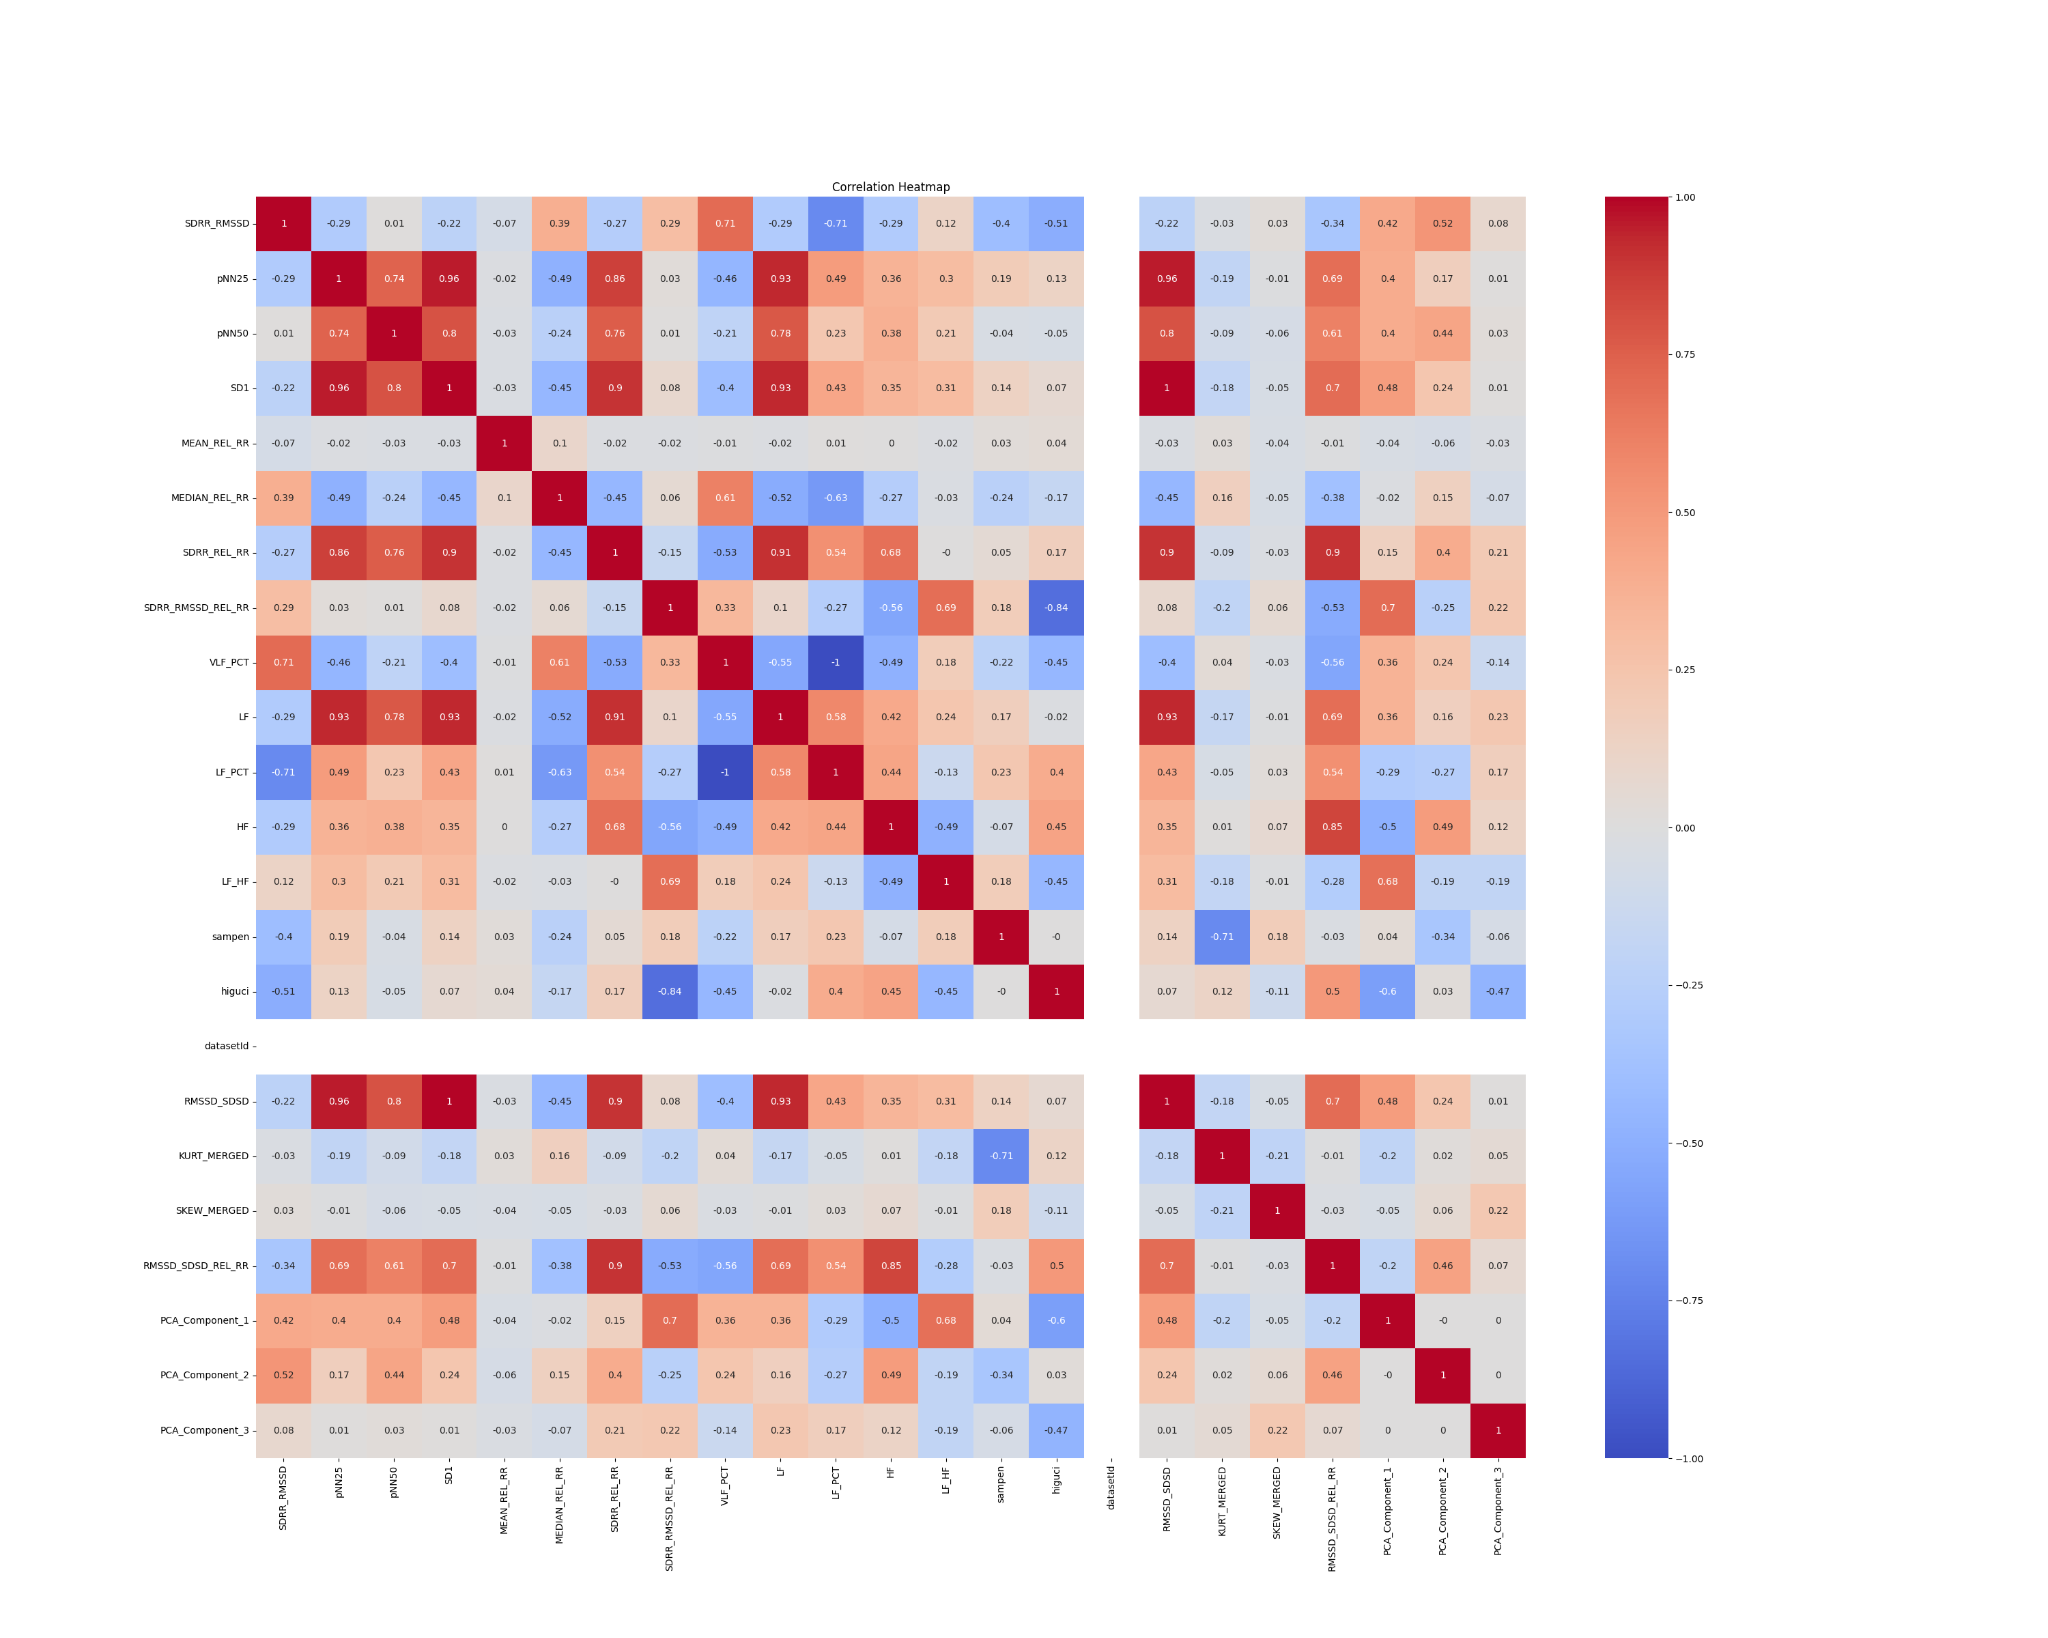 Correlation Heatmap
SDRR_RMSSD 1 -0.29 0.01 -0.22 -0.07 0.39 -0.27 0.29 0.71 -0.29 -0.71 -0.29 0.12 -0.4 -0.51 -0.22 -0.03 0.03 -0.34 0.42 0.52 0.08
pNN25 -0.29 1 0.74 0.96 -0.02 -0.49 0.86 0.03 -0.46 0.93 0.49 0.36 0.3 0.19 0.13 0.96 -0.19 -0.01 0.69 0.4 0.17 0.01
pNN50 0.01 0.74 1 0.8 -0.03 -0.24 0.76 0.01 -0.21 0.78 0.23 0.38 0.21 -0.04 -0.05 0.8 -0.09 -0.06 0.61 0.4 0.44 0.03
SD1 -0.22 0.96 0.8 1 -0.03 -0.45 0.9 0.08 -0.4 0.93 0.43 0.35 0.31 0.14 0.07 1 -0.18 -0.05 0.7 0.48 0.24 0.01
MEAN_REL_RR -0.07 -0.02 -0.03 -0.03 1 0.1 -0.02 -0.02 -0.01 -0.02 0.01 0 -0.02 0.03 0.04 -0.03 0.03 -0.04 -0.01 -0.04 -0.06 -0.03
MEDIAN_REL_RR 0.39 -0.49 -0.24 -0.45 0.1 1 -0.45 0.06 0.61 -0.52 -0.63 -0.27 -0.03 -0.24 -0.17 -0.45 0.16 -0.05 -0.38 -0.02 0.15 -0.07
SDRR_REL_RR -0.27 0.86 0.76 0.9 -0.02 -0.45 1 -0.15 -0.53 0.91 0.54 0.68 -0 0.05 0.17 0.9 -0.09 -0.03 0.9 0.15 0.4 0.21
SDRR_RMSSD_REL_RR 0.29 0.03 0.01 0.08 -0.02 0.06 -0.15 1 0.33 0.1 -0.27 -0.56 0.69 0.18 -0.84 0.08 -0.2 0.06 -0.53 0.7 -0.25 0.22
VLF_PCT 0.71 -0.46 -0.21 -0.4 -0.01 0.61 -0.53 0.33 1 -0.55 -1 -0.49 0.18 -0.22 -0.45 -0.4 0.04 -0.03 -0.56 0.36 0.24 -0.14
LF -0.29 0.93 0.78 0.93 -0.02 -0.52 0.91 0.1 -0.55 1 0.58 0.42 0.24 0.17 -0.02 0.93 -0.17 -0.01 0.69 0.36 0.16 0.23
LF_PCT -0.71 0.49 0.23 0.43 0.01 -0.63 0.54 -0.27 -1 0.58 1 0.44 -0.13 0.23 0.4 0.43 -0.05 0.03 0.54 -0.29 -0.27 0.17
HF -0.29 0.36 0.38 0.35 0 -0.27 0.68 -0.56 -0.49 0.42 0.44 1 -0.49 -0.07 0.45 0.35 0.01 0.07 0.85 -0.5 0.49 0.12
LF_HF 0.12 0.3 0.21 0.31 -0.02 -0.03 -0 0.69 0.18 0.24 -0.13 -0.49 1 0.18 -0.45 0.31 -0.18 -0.01 -0.28 0.68 -0.19 -0.19
sampen -0.4 0.19 -0.04 0.14 0.03 -0.24 0.05 0.18 -0.22 0.17 0.23 -0.07 0.18 1 -0 0.14 -0.71 0.18 -0.03 0.04 -0.34 -0.06
higuci -0.51 0.13 -0.05 0.07 0.04 -0.17 0.17 -0.84 -0.45 -0.02 0.4 0.45 -0.45 -0 1 0.07 0.12 -0.11 0.5 -0.6 0.03 -0.47
datasetId
RMSSD_SDSD -0.22 0.96 0.8 1 -0.03 -0.45 0.9 0.08 -0.4 0.93 0.43 0.35 0.31 0.14 0.07 1 -0.18 -0.05 0.7 0.48 0.24 0.01
KURT_MERGED -0.03 -0.19 -0.09 -0.18 0.03 0.16 -0.09 -0.2 0.04 -0.17 -0.05 0.01 -0.18 -0.71 0.12 -0.18 1 -0.21 -0.01 -0.2 0.02 0.05
SKEW_MERGED 0.03 -0.01 -0.06 -0.05 -0.04 -0.05 -0.03 0.06 -0.03 -0.01 0.03 0.07 -0.01 0.18 -0.11 -0.05 -0.21 1 -0.03 -0.05 0.06 0.22
RMSSD_SDSD_REL_RR -0.34 0.69 0.61 0.7 -0.01 -0.38 0.9 -0.53 -0.56 0.69 0.54 0.85 -0.28 -0.03 0.5 0.7 -0.01 -0.03 1 -0.2 0.46 0.07
PCA_Component_1 0.42 0.4 0.4 0.48 -0.04 -0.02 0.15 0.7 0.36 0.36 -0.29 -0.5 0.68 0.04 -0.6 0.48 -0.2 -0.05 -0.2 1 -0 0
PCA_Component_2 0.52 0.17 0.44 0.24 -0.06 0.15 0.4 -0.25 0.24 0.16 -0.27 0.49 -0.19 -0.34 0.03 0.24 0.02 0.06 0.46 -0 1 0
PCA_Component_3 0.08 0.01 0.03 0.01 -0.03 -0.07 0.21 0.22 -0.14 0.23 0.17 0.12 -0.19 -0.06 -0.47 0.01 0.05 0.22 0.07 0 0 1
SDRR_RMSSD
pNN25
pNN50
SD1
MEAN_REL_RR
MEDIAN_REL_RR
SDRR_REL_RR
SDRR_RMSSD_REL_RR
VLF_PCT
LF
LF_PCT
HF
LF_HF
sampen
higuci
datasetId
RMSSD_SDSD
KURT_MERGED
SKEW_MERGED
RMSSD_SDSD_REL_RR
PCA_Component_1
PCA_Component_2
PCA_Component_3
1.00
0.75
0.50
0.25
0.00
−0.25
−0.50
−0.75
−1.00